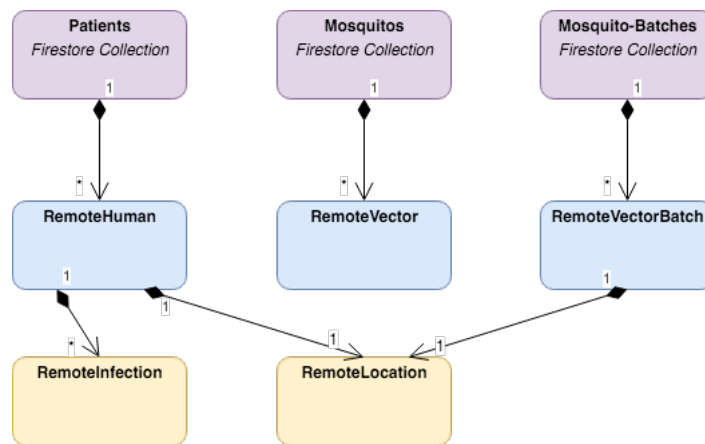 Patients
Firestore Collection
1
Mosquitos
Firestore Collection
1
Mosquito-Batches
Firestore Collection
1
*
*
*
RemoteHuman
1
1
RemoteVector
RemoteVectorBatch
1
*
1
1
RemoteInfection
RemoteLocation